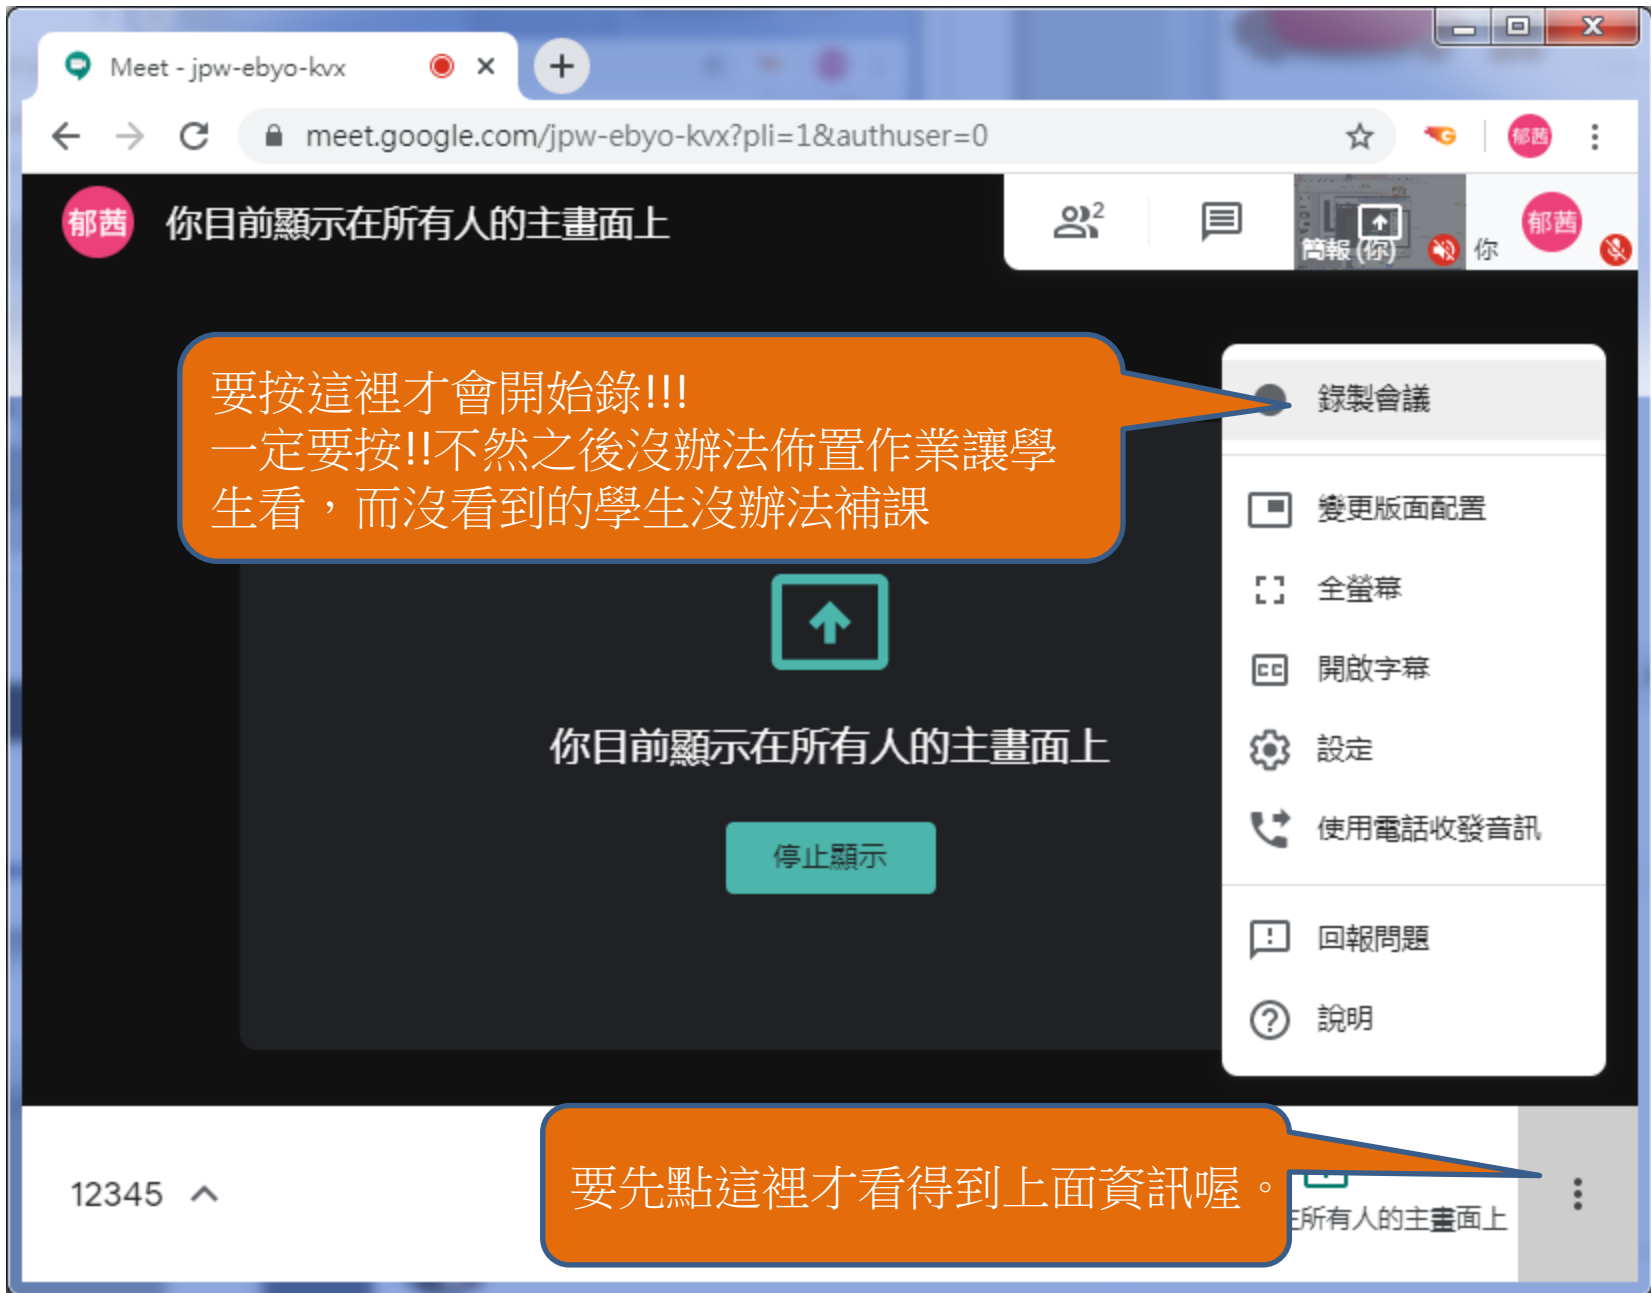 Meet - jpw-ebyo-kvx
meet.google.com/jpw-ebyo-kvx?pli=1&authuser=0
郁茜
郁茜
你目前顯示在所有人的主畫面上
2
簡報 (你)
你
郁茜
要按這裡才會開始錄!!!
一定要按!!不然之後沒辦法佈置作業讓學
生看，而沒看到的學生沒辦法補課
錄製會議
變更版面配置
全螢幕
開啟字幕
設定
使用電話收發音訊
回報問題
說明
你目前顯示在所有人的主畫面上
停止顯示
12345
要先點這裡才看得到上面資訊喔。
所有人的主畫面上